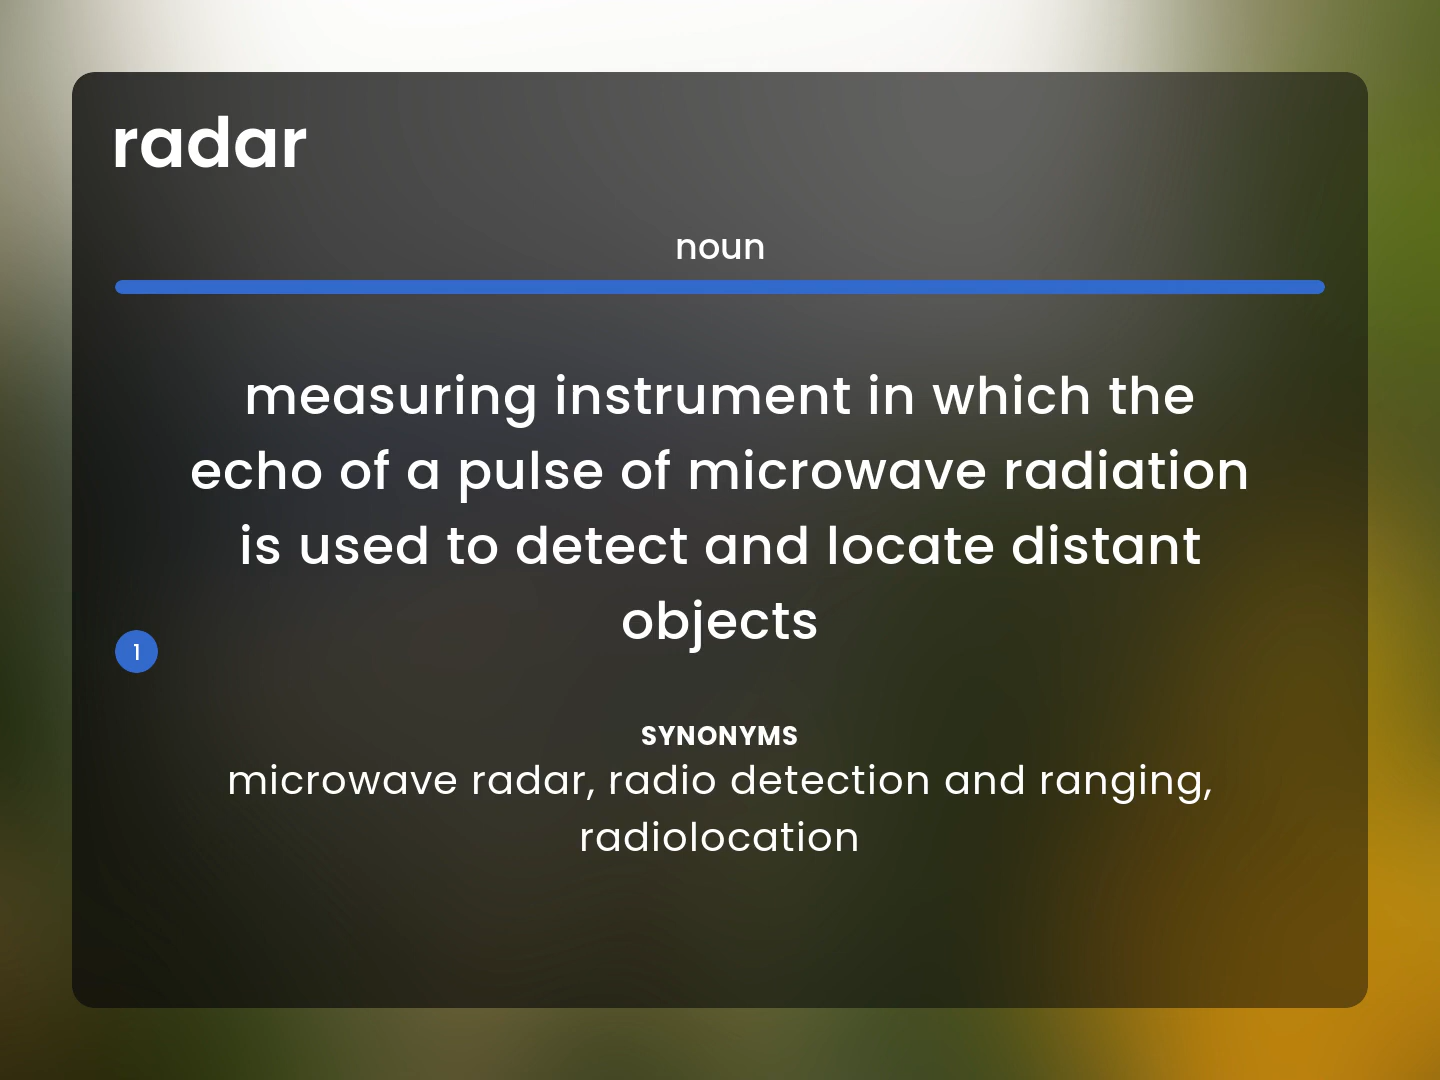 radar
noun
measuring instrument in which the
echo of a pulse of microwave radiation
is used to detect and locate distant
objects
1
SYNONYMS
microwave radar, radio detection and ranging,
radiolocation